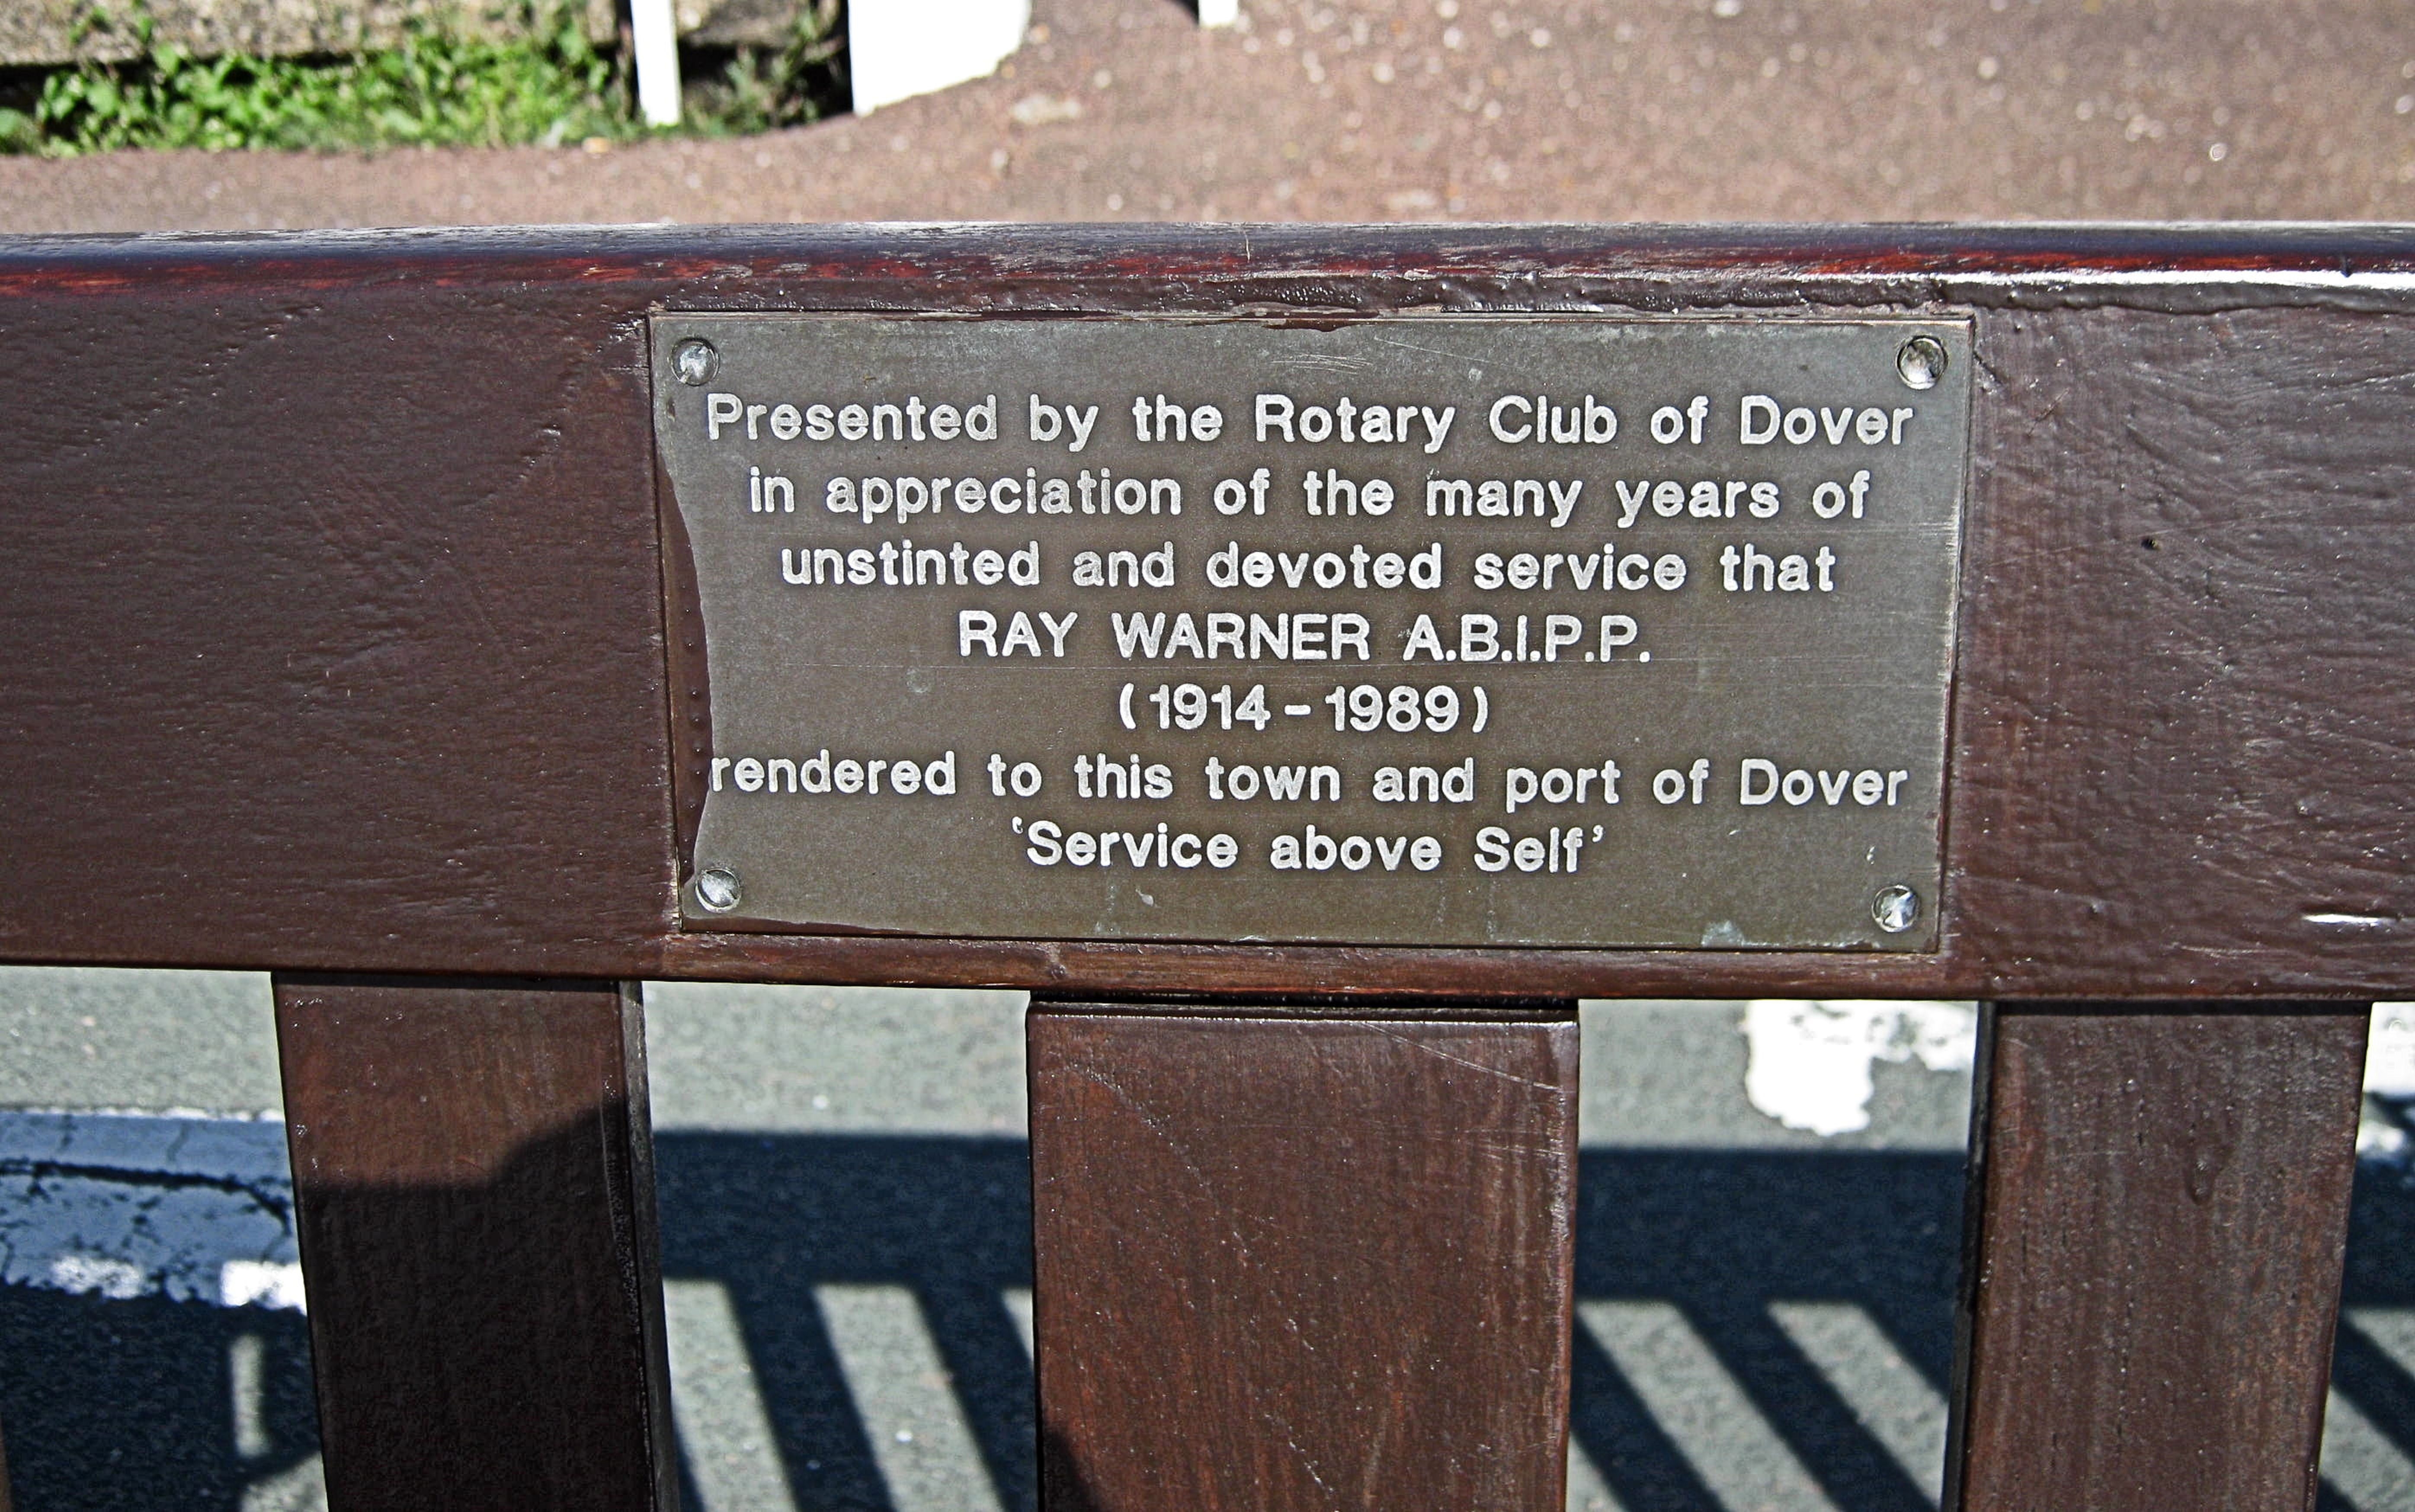 Presented by the Rotary Club of Dover
in appreciation of the many years of
unstinted and devoted service that
RAY WARNER A.B.I.P.P.
(1914-1989)
rendered to this town and port of Dover
‘Service above Self’